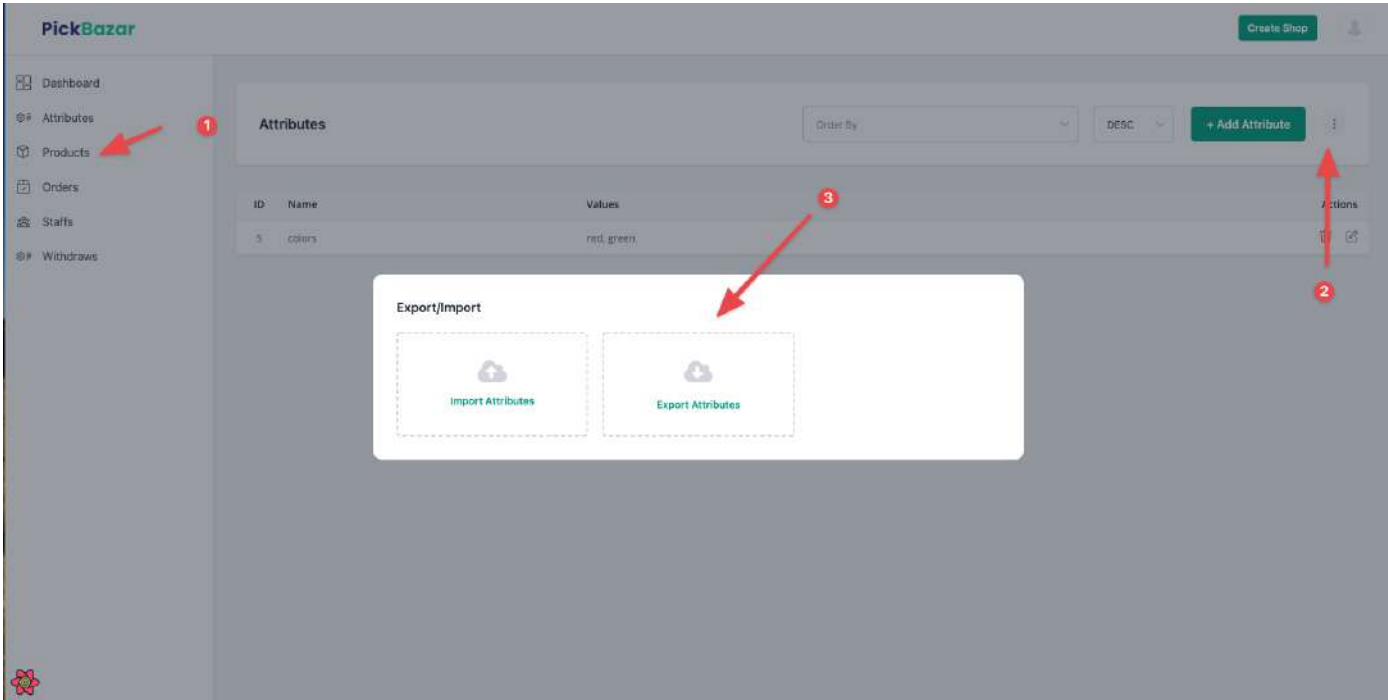 PickBazar
Create Shop
Dashboard
Attributes
Products
Orders
Staffs
Withdraws
1
Attributes
Order By
DESC
+ Add Attribute
ID Name Values Actions
5 colors red, green
3
2
Export/Import
Import Attributes
Export Attributes